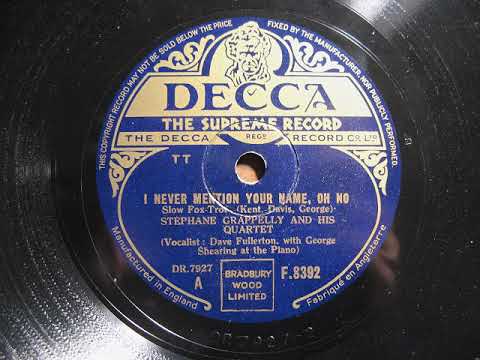 THIS COPYRIGHT RECORD MAY NOT BE SOLD BELOW THE PRICE
FIXED BY THE MANUFACTURER, NOR PUBLICLY PERFORMED.
DECCA
THE SUPREME RECORD
THE DECCA REGD RECORD Co. LTD
TT
I NEVER MENTION YOUR NAME, OH NO
Slow Fox-Trot (Kent, Davis, George)
STEPHANE GRAPPELLY AND HIS
QUARTET
(Vocalist: Dave Fullerton, with George
Shearing at the Piano)
DR.7927
A
BRADBURY
WOOD
LIMITED
F.8392
Manufactured in England
Fabriqué en Angleterre